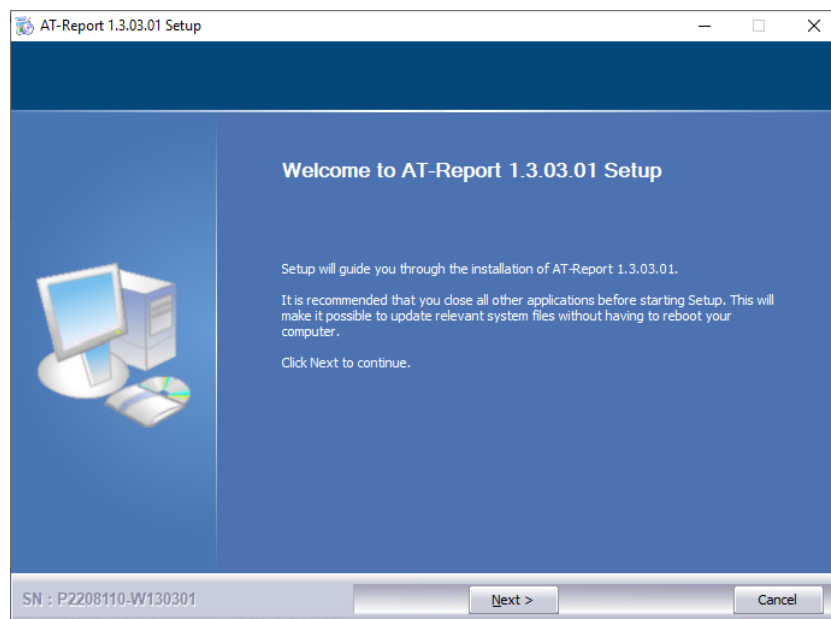 AT-Report 1.3.03.01 Setup
Welcome to AT-Report 1.3.03.01 Setup
Setup will guide you through the installation of AT-Report 1.3.03.01.
It is recommended that you close all other applications before starting Setup. This will
make it possible to update relevant system files without having to reboot your
computer.
Click Next to continue.
SN : P2208110-W130301
Next >
Cancel